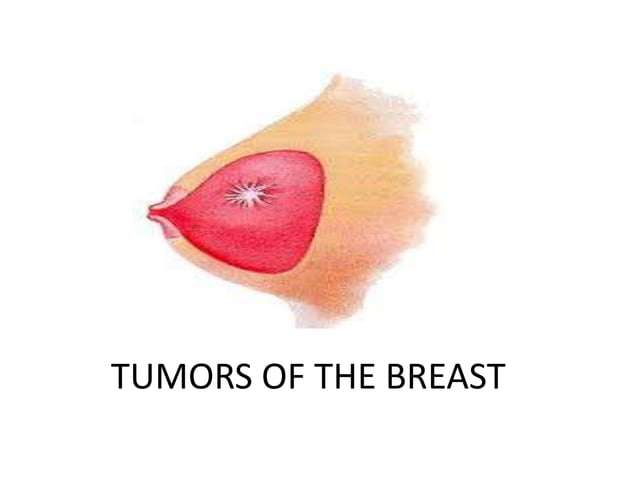 TUMORS OF THE BREAST